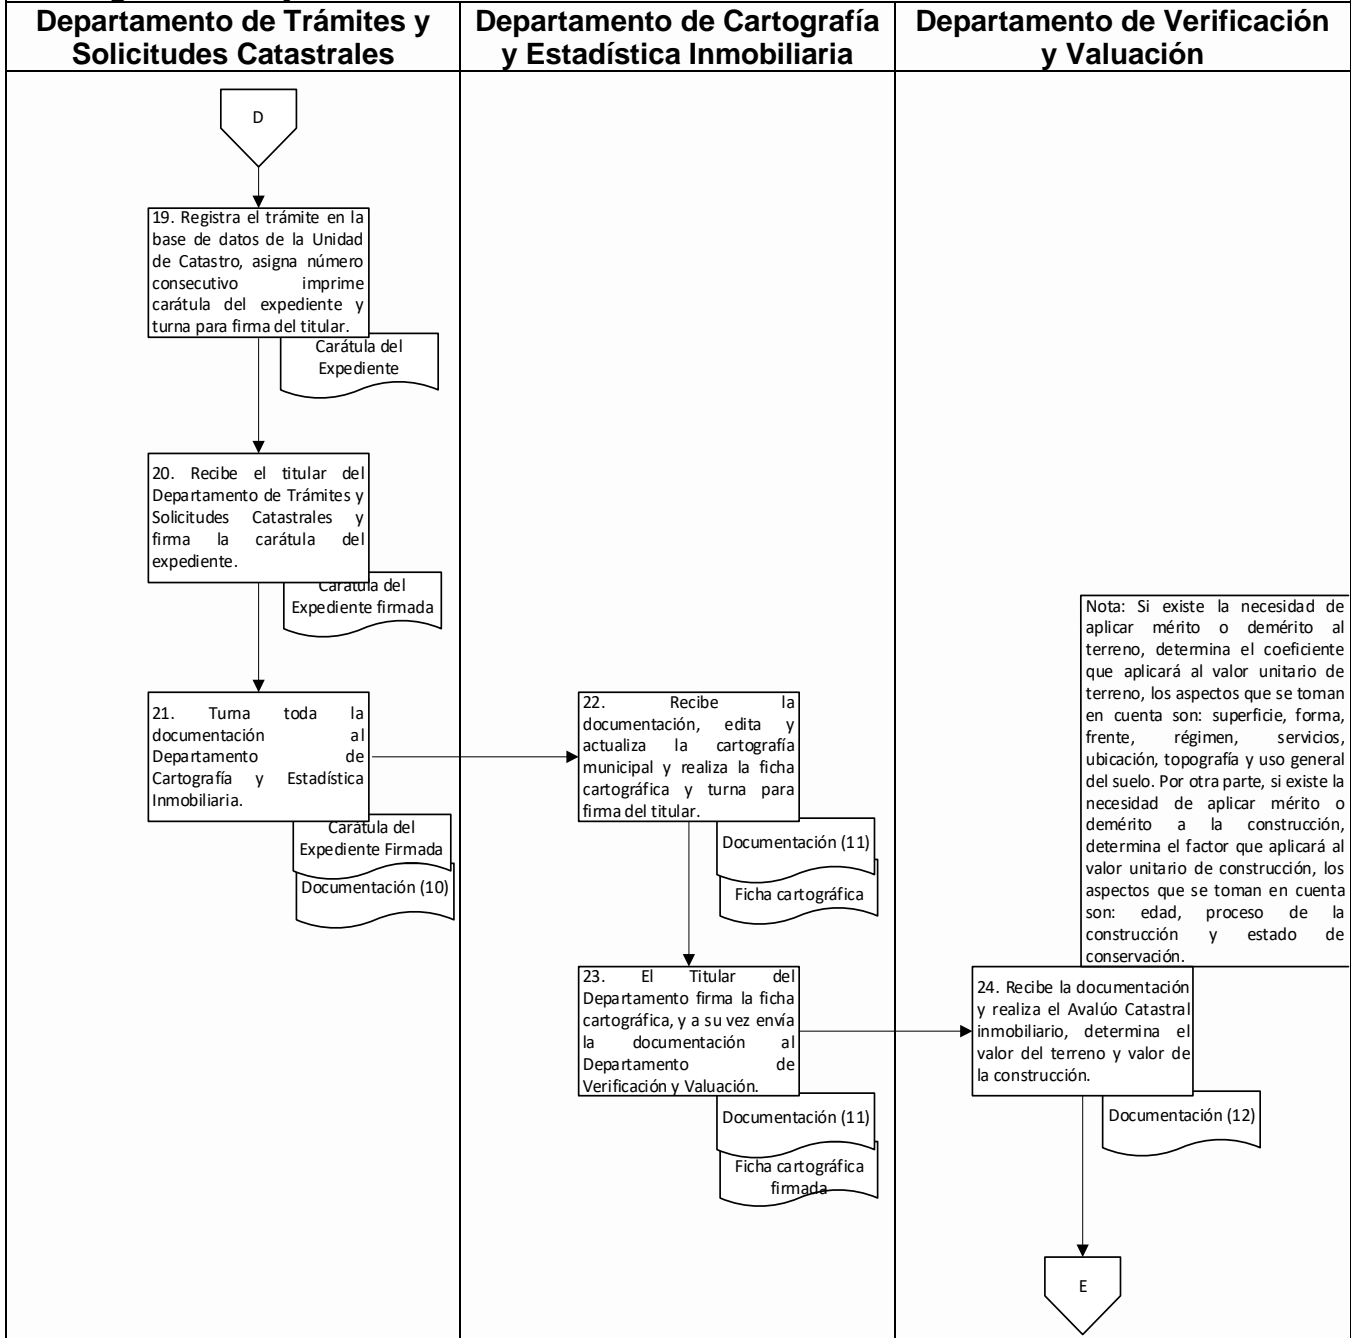 Departamento de Trámites y
Solicitudes Catastrales
Departamento de Cartografía
y Estadística Inmobiliaria
Departamento de Verificación
y Valuación
D
19. Registra el trámite en la
base de datos de la Unidad
de Catastro, asigna número
consecutivo imprime
carátula del expediente y
turna para firma del titular.
Carátula del
Expediente
20. Recibe el titular del
Departamento de Trámites y
Solicitudes Catastrales y
firma la carátula del
expediente.
Carátula del
Expediente firmada
21. Turna toda la
documentación al
Departamento de
Cartografía y Estadística
Inmobiliaria.
Carátula del
Expediente Firmada
Documentación (10)
22. Recibe la
documentación, edita y
actualiza la cartografía
municipal y realiza la ficha
cartográfica y turna para
firma del titular.
Documentación (11)
Ficha cartográfica
23. El Titular del
Departamento firma la ficha
cartográfica, y a su vez envía
la documentación al
Departamento de
Verificación y Valuación.
Documentación (11)
Ficha cartográfica
firmada
Nota: Si existe la necesidad de
aplicar mérito o demérito al
terreno, determina el coeficiente
que aplicará al valor unitario de
terreno, los aspectos que se toman
en cuenta son: superficie, forma,
frente, régimen, servicios,
ubicación, topografía y uso general
del suelo. Por otra parte, si existe la
necesidad de aplicar mérito o
demérito a la construcción,
determina el factor que aplicará al
valor unitario de construcción, los
aspectos que se toman en cuenta
son: edad, proceso de la
construcción y estado de
conservación.
24. Recibe la documentación
y realiza el Avalúo Catastral
inmobiliario, determina el
valor del terreno y valor de
la construcción.
Documentación (12)
E